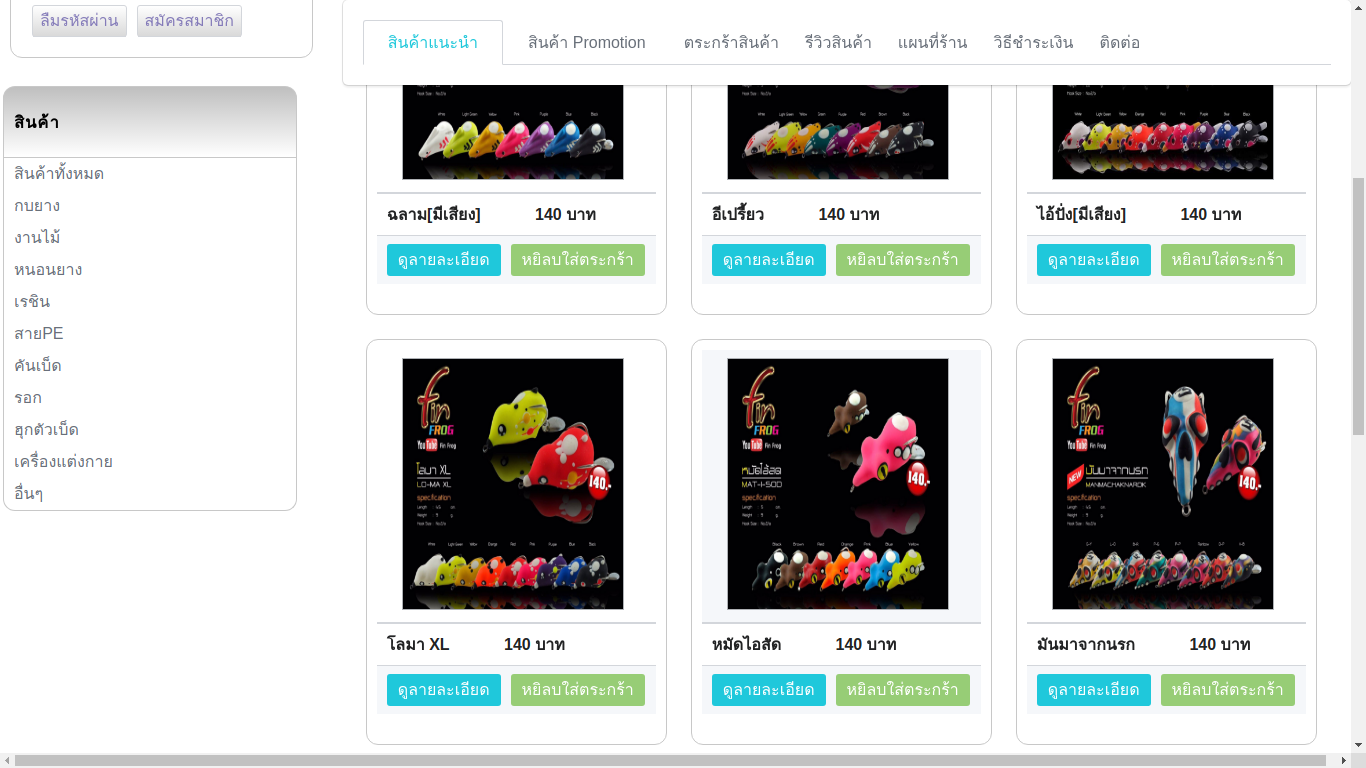 ลืมรหัสผ่าน สมัครสมาชิก
สินค้าแนะนำ สินค้า Promotion ตระกร้าสินค้า รีวิวสินค้า แผนที่ร้าน วิธีชำระเงิน ติดต่อ
สินค้า
สินค้าทั้งหมด
กบยาง
งานไม้
หนอนยาง
เรซิน
สายPE
คันเบ็ด
รอก
ฮุกตัวเบ็ด
เครื่องแต่งกาย
อื่นๆ
ฉลาม[มีเสียง] 140 บาท
ดูลายละเอียด หยิลบใส่ตระกร้า
อีเปรี้ยว 140 บาท
ดูลายละเอียด หยิลบใส่ตระกร้า
ไอ้ปั่ง[มีเสียง] 140 บาท
ดูลายละเอียด หยิลบใส่ตระกร้า
fin
FROG
YouTube Fin Frog
โลมา XL
LO-MA XL
specification
140.-
โลมา XL 140 บาท
ดูลายละเอียด หยิลบใส่ตระกร้า
fin
FROG
YouTube Fin Frog
หมัดไอ้สัด
MAT-I-SOD
specification
140.-
Black Brown Red Orange Pink Blue Yellow
หมัดไอสัด 140 บาท
ดูลายละเอียด หยิลบใส่ตระกร้า
fin
FROG
YouTube Fin Frog
NEW มันมาจากนรก
MANMACHAKNAROK
specification
140.-
มันมาจากนรก 140 บาท
ดูลายละเอียด หยิลบใส่ตระกร้า